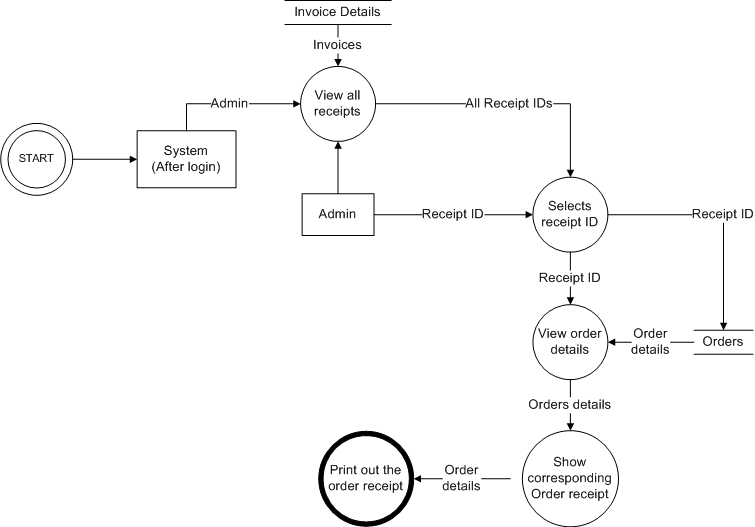 Invoice Details
Invoices
Admin
View all
receipts
All Receipt IDs
START
System
(After login)
Admin
Receipt ID
Selects
receipt ID
Receipt ID
Receipt ID
View order
details
Order
details
Orders
Orders details
Print out the
order receipt
Order
details
Show
corresponding
Order receipt